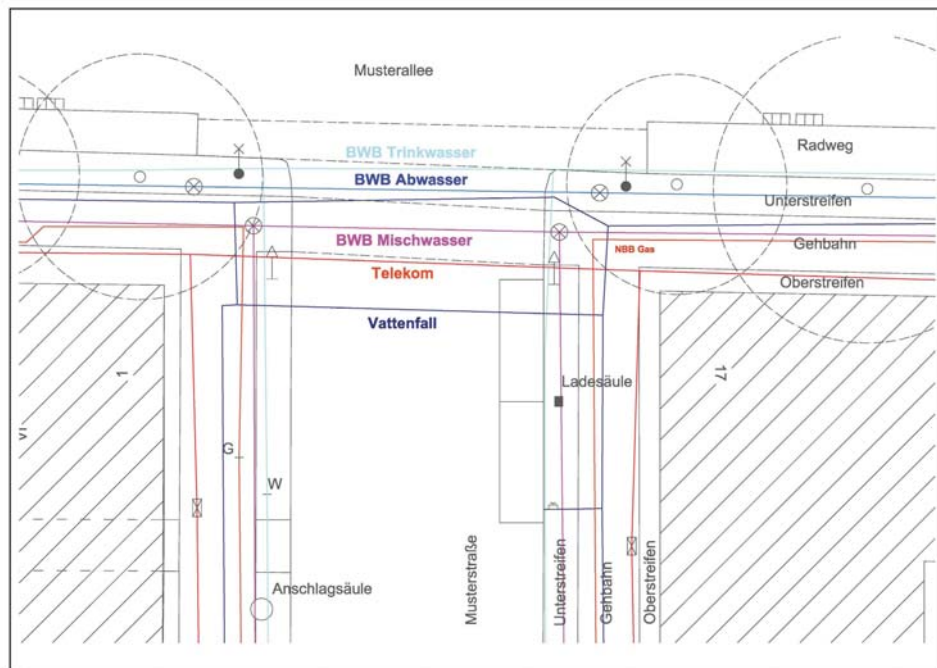 Musterallee
Radweg
BWB Trinkwasser
BWB Abwasser
Unterstreifen
BWB Mischwasser
NBB Gas
Gehbahn
Telekom
Oberstreifen
Vattenfall
1
17
Ladesäule
VI
G
W
Anschlagsäule
Musterstraße
Unterstreifen
Gehbahn
Oberstreifen